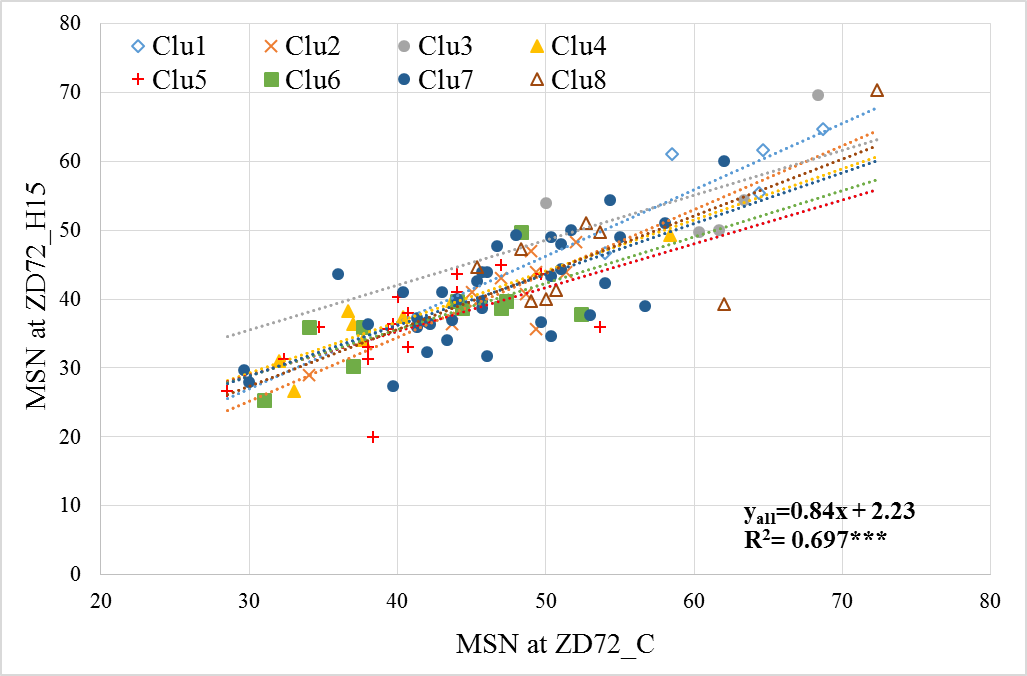 80
70
60
50
40
30
20
10
0
MSN at ZD72_H15
Clu1 Clu2 Clu3 Clu4
Clu5 Clu6 Clu7 Clu8
yall=0.84x + 2.23
R²= 0.697***
20 30 40 50 60 70 80
MSN at ZD72_C